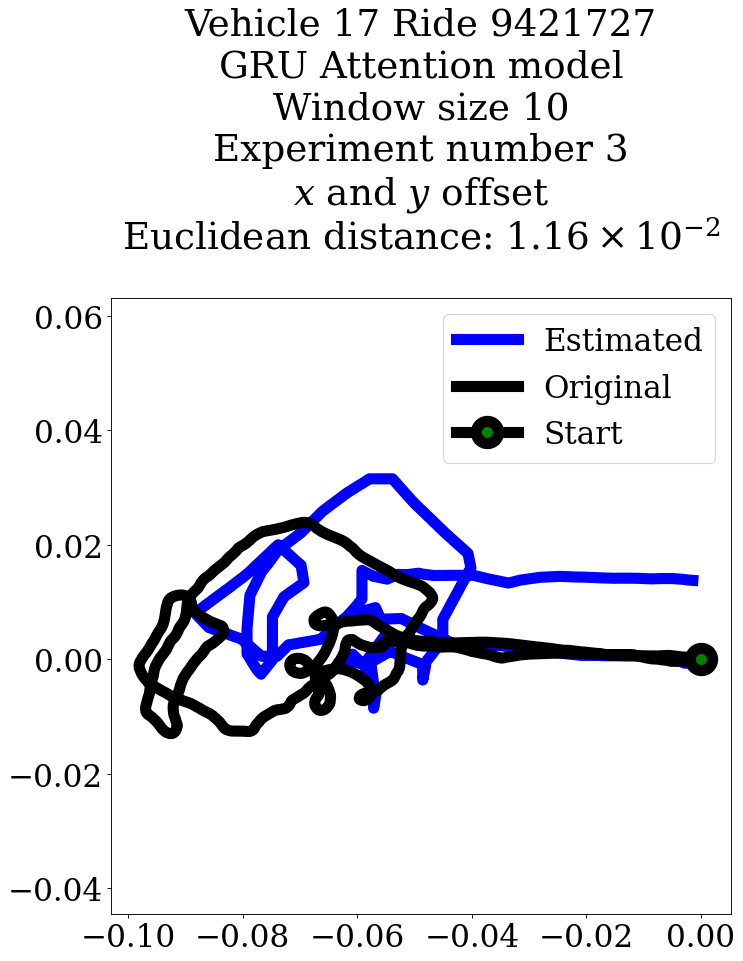 Vehicle 17 Ride 9421727
GRU Attention model
Window size 10
Experiment number 3
x and y offset
Euclidean distance: 1.16 × 10⁻²
Estimated
Original
Start
0.06
0.04
0.02
0.00
−0.02
−0.04
−0.10 −0.08 −0.06 −0.04 −0.02 0.00